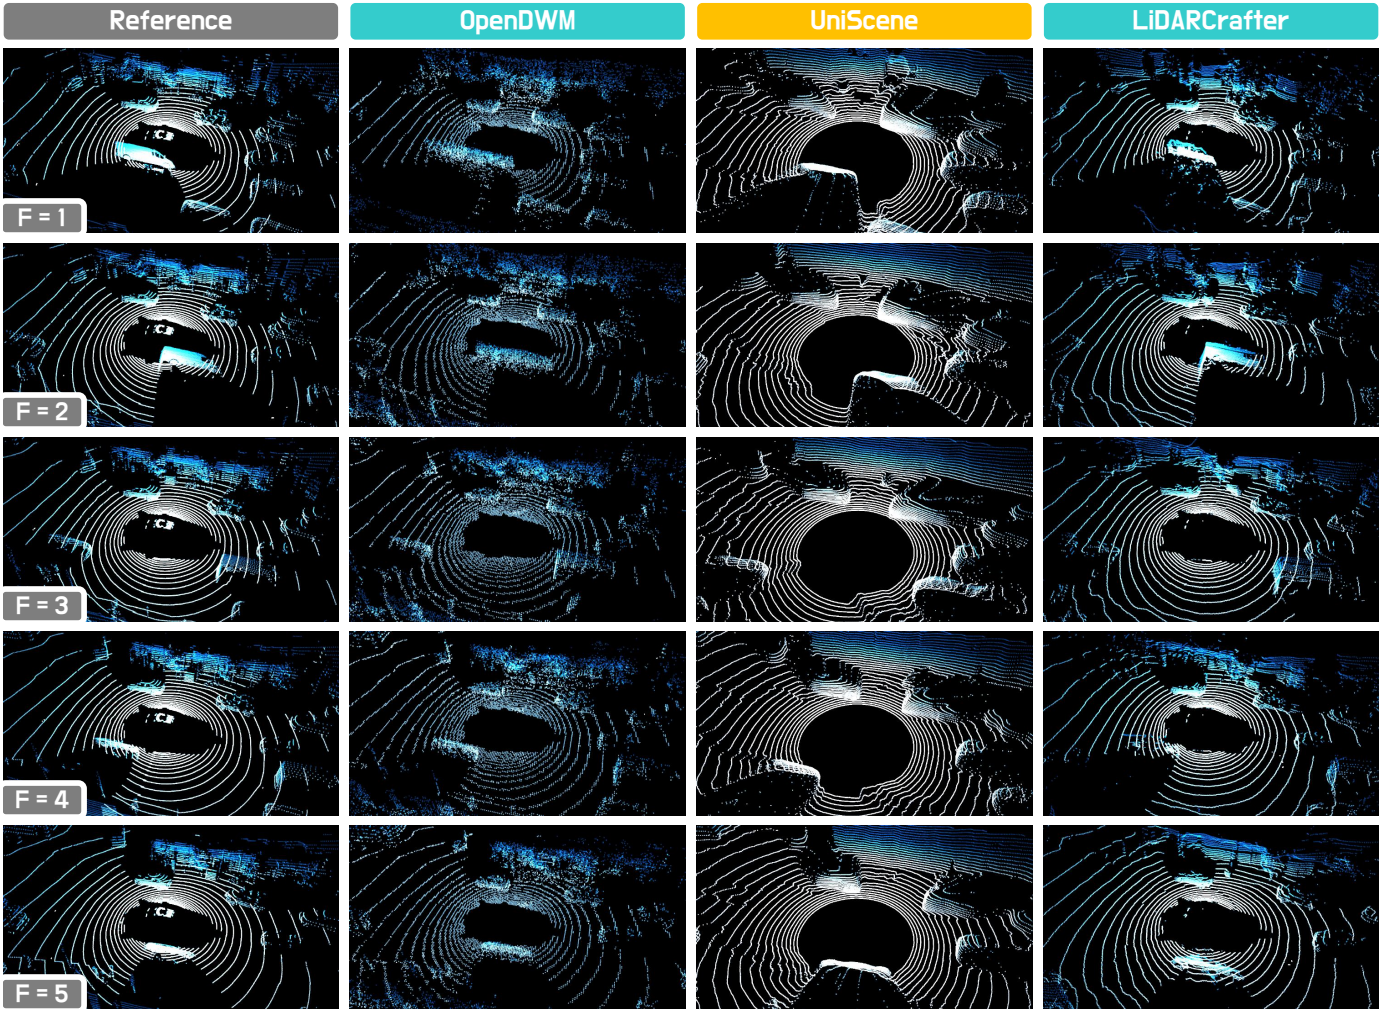 Reference
OpenDWM
UniScene
LiDARCrafter
F = 1
F = 2
F = 3
F = 4
F = 5